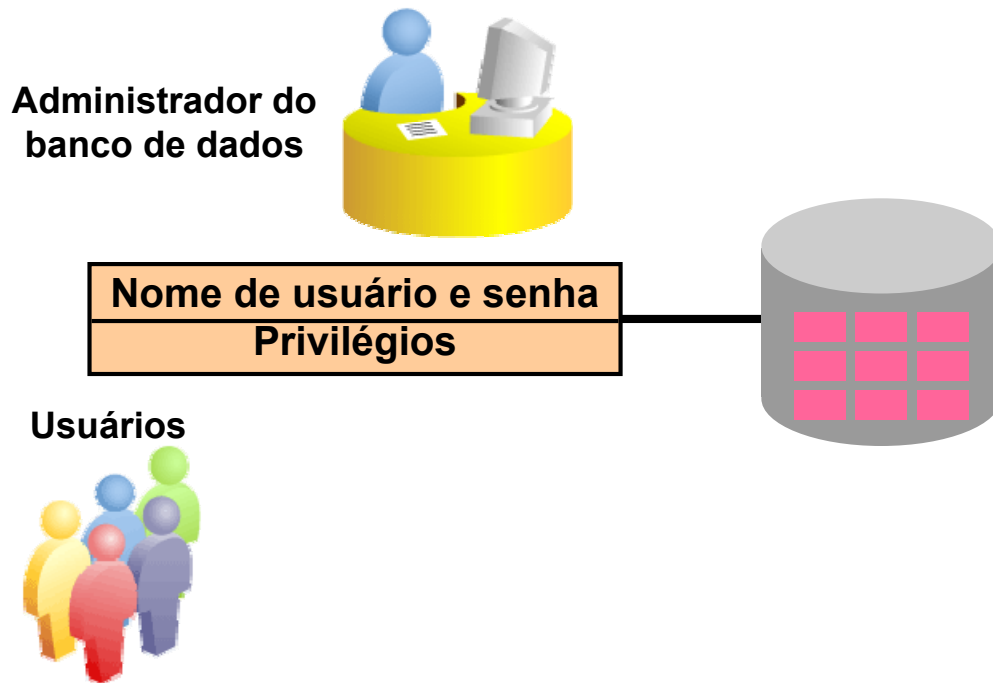 Administrador do
banco de dados
Nome de usuário e senha
Privilégios
Usuários